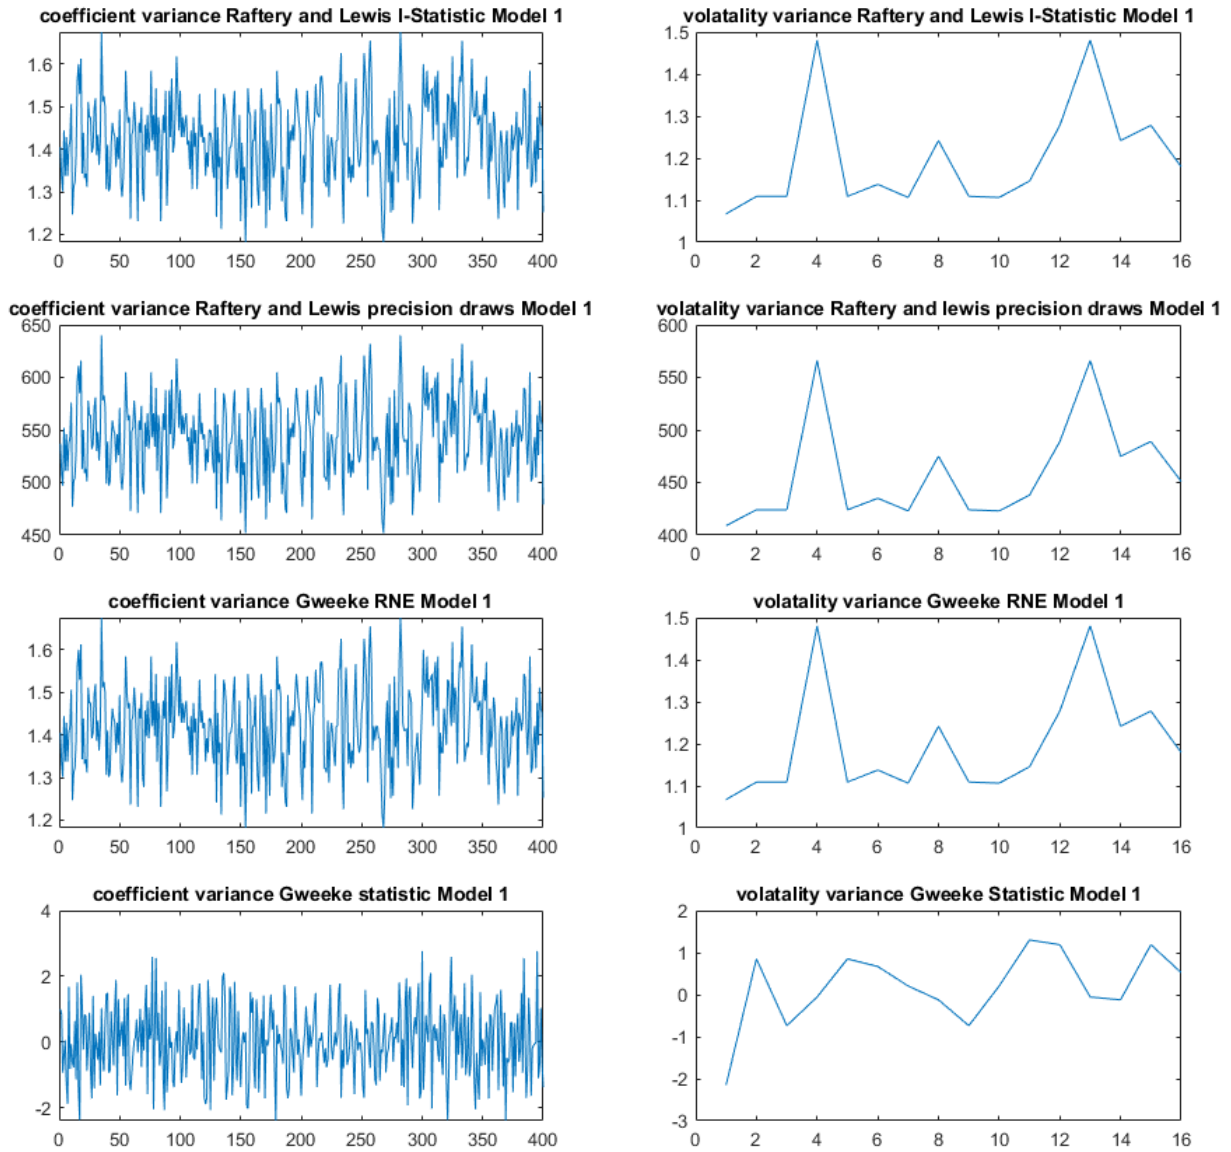 coefficient variance Raftery and Lewis I-Statistic Model 1
1.6
1.5
1.4
1.3
1.2
0 50 100 150 200 250 300 350 400
volatality variance Raftery and Lewis I-Statistic Model 1
1.5
1.4
1.3
1.2
1.1
1
0 2 4 6 8 10 12 14 16
coefficient variance Raftery and Lewis precision draws Model 1
650
600
550
500
450
0 50 100 150 200 250 300 350 400
volatality variance Raftery and lewis precision draws Model 1
600
550
500
450
400
0 2 4 6 8 10 12 14 16
coefficient variance Gweeke RNE Model 1
1.6
1.5
1.4
1.3
1.2
0 50 100 150 200 250 300 350 400
volatality variance Gweeke RNE Model 1
1.5
1.4
1.3
1.2
1.1
1
0 2 4 6 8 10 12 14 16
coefficient variance Gweeke statistic Model 1
4
2
0
-2
0 50 100 150 200 250 300 350 400
volatality variance Gweeke Statistic Model 1
2
1
0
-1
-2
-3
0 2 4 6 8 10 12 14 16